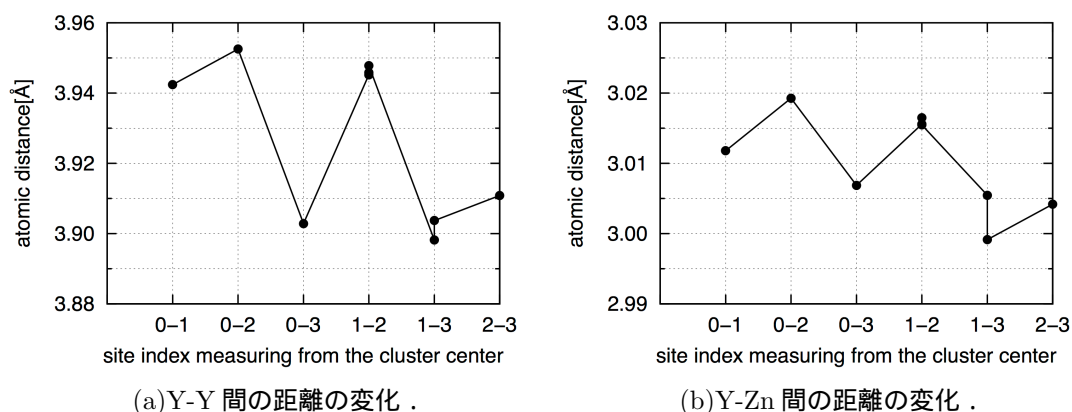 3.96
3.94
3.92
3.90
3.88
atomic distance[Å]
0−1 0−2 0−3 1−2 1−3 2−3
site index measuring from the cluster center
(a)Y-Y 間の距離の変化．
3.03
3.02
3.01
3.00
2.99
atomic distance[Å]
0−1 0−2 0−3 1−2 1−3 2−3
site index measuring from the cluster center
(b)Y-Zn 間の距離の変化．